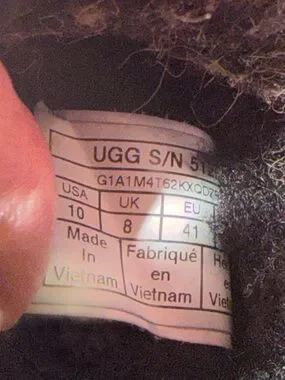 UGG S/N
USA UK EU
10 8 41
Made Fabriqué
In en
Vietnam Vietnam